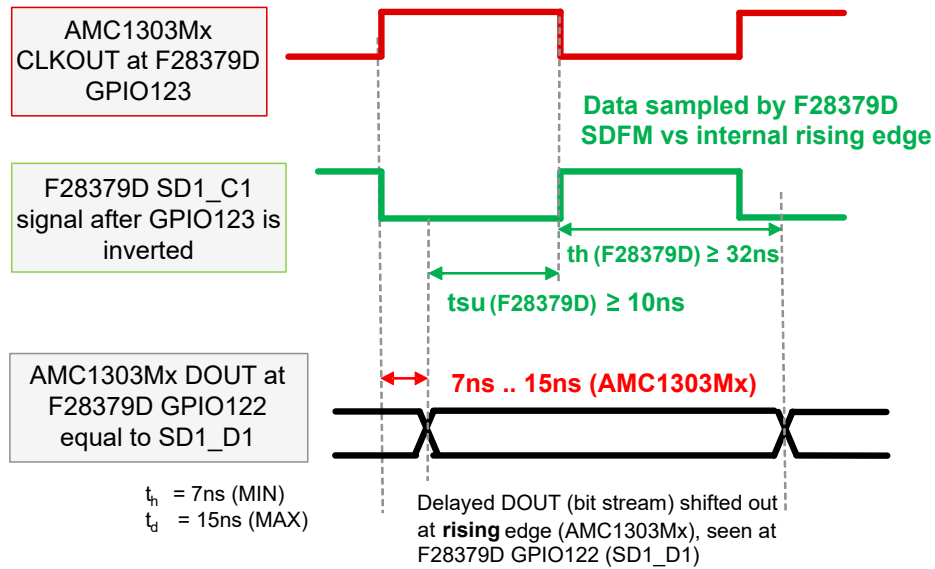 AMC1303Mx
CLKOUT at F28379D
GPIO123
Data sampled by F28379D
SDFM vs internal rising edge
F28379D SD1_C1
signal after GPIO123 is
inverted
th (F28379D) ≥ 32ns
tsu (F28379D) ≥ 10ns
AMC1303Mx DOUT at
F28379D GPIO122
equal to SD1_D1
7ns .. 15ns (AMC1303Mx)
th = 7ns (MIN)
td = 15ns (MAX)
Delayed DOUT (bit stream) shifted out
at rising edge (AMC1303Mx), seen at
F28379D GPIO122 (SD1_D1)